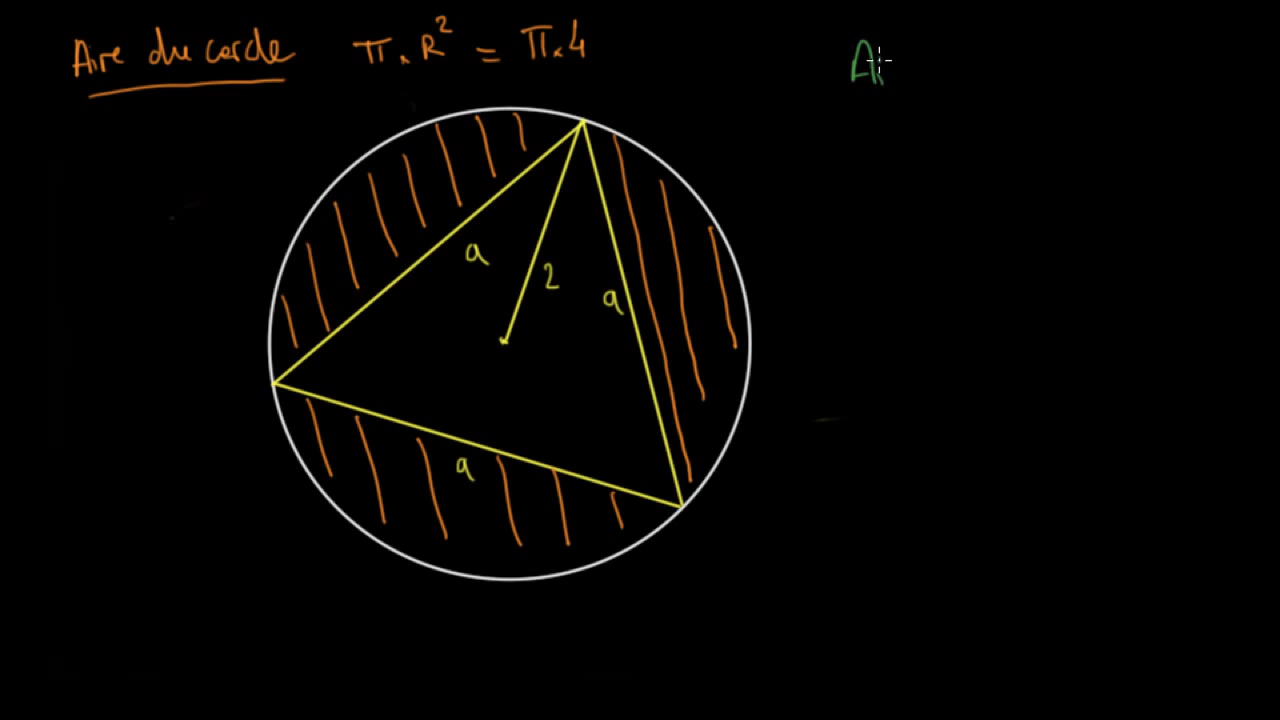 Aire du cercle π.R² = π.4
A
a
2
a
a